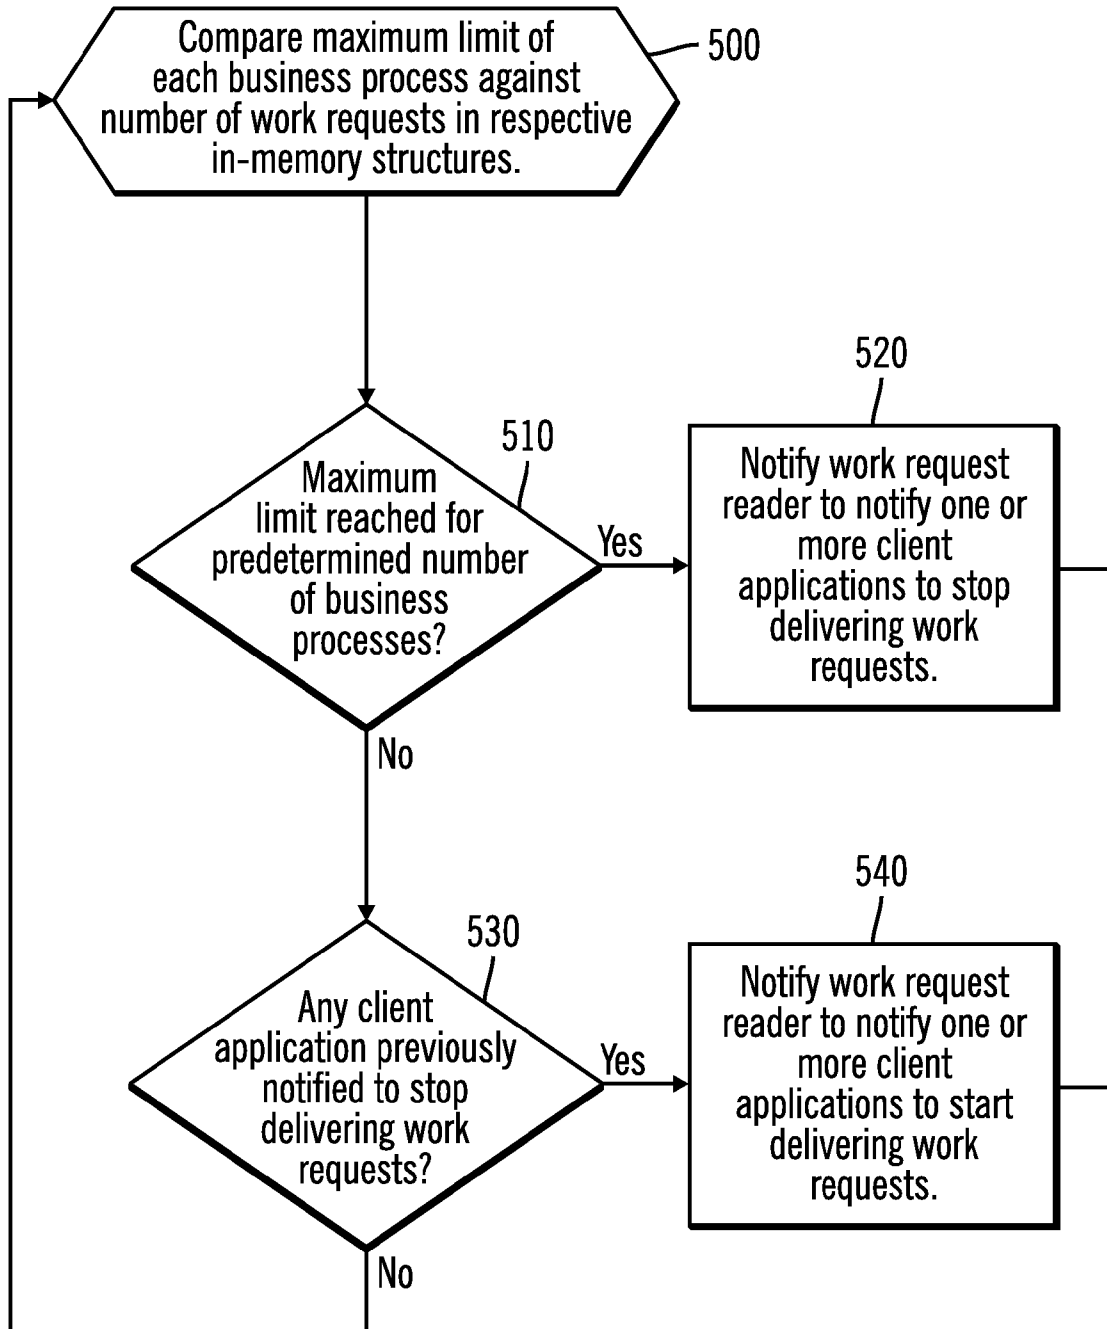 Compare maximum limit of
each business process against
number of work requests in respective
in-memory structures.
500
510
Maximum
limit reached for
predetermined number
of business
processes?
Yes
No
520
Notify work request
reader to notify one or
more client
applications to stop
delivering work
requests.
530
Any client
application previously
notified to stop
delivering work
requests?
Yes
No
540
Notify work request
reader to notify one or
more client
applications to start
delivering work
requests.